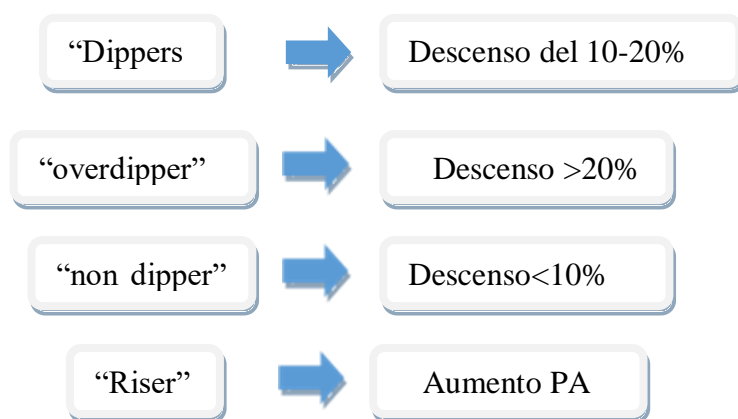 “Dippers
Descenso del 10-20%
“overdipper”
Descenso >20%
“non dipper”
Descenso<10%
“Riser”
Aumento PA